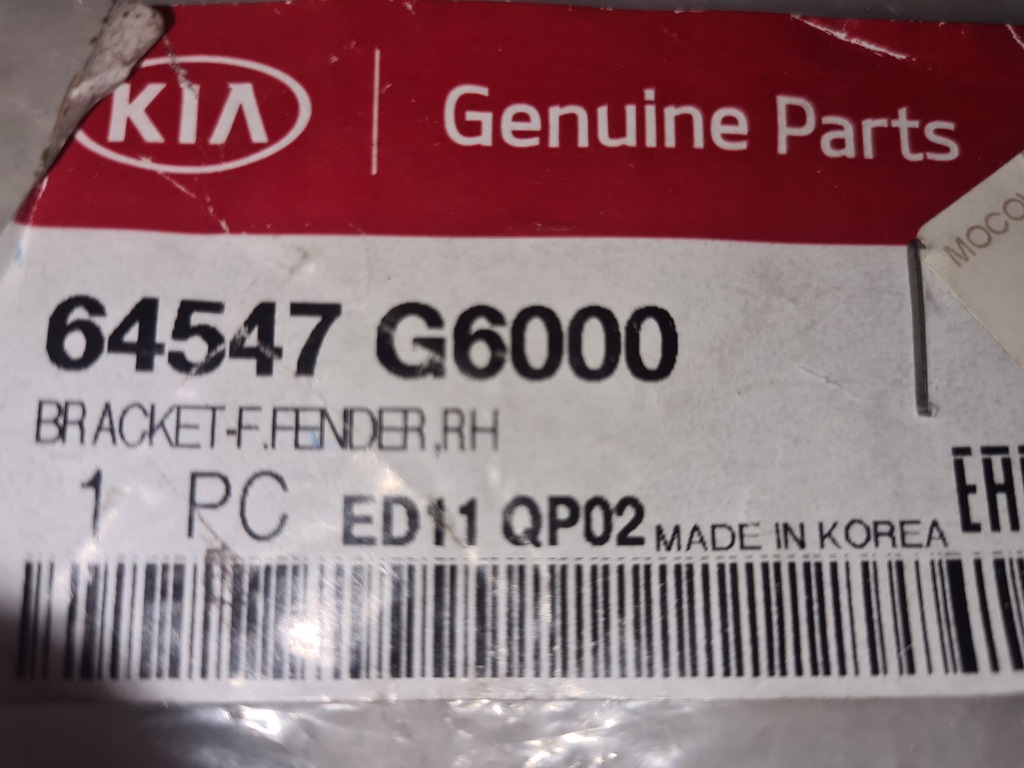 KIA Genuine Parts
64547 G6000
BRACKET-F.FENDER,RH
1 PC ED11 QP02 MADE IN KOREA